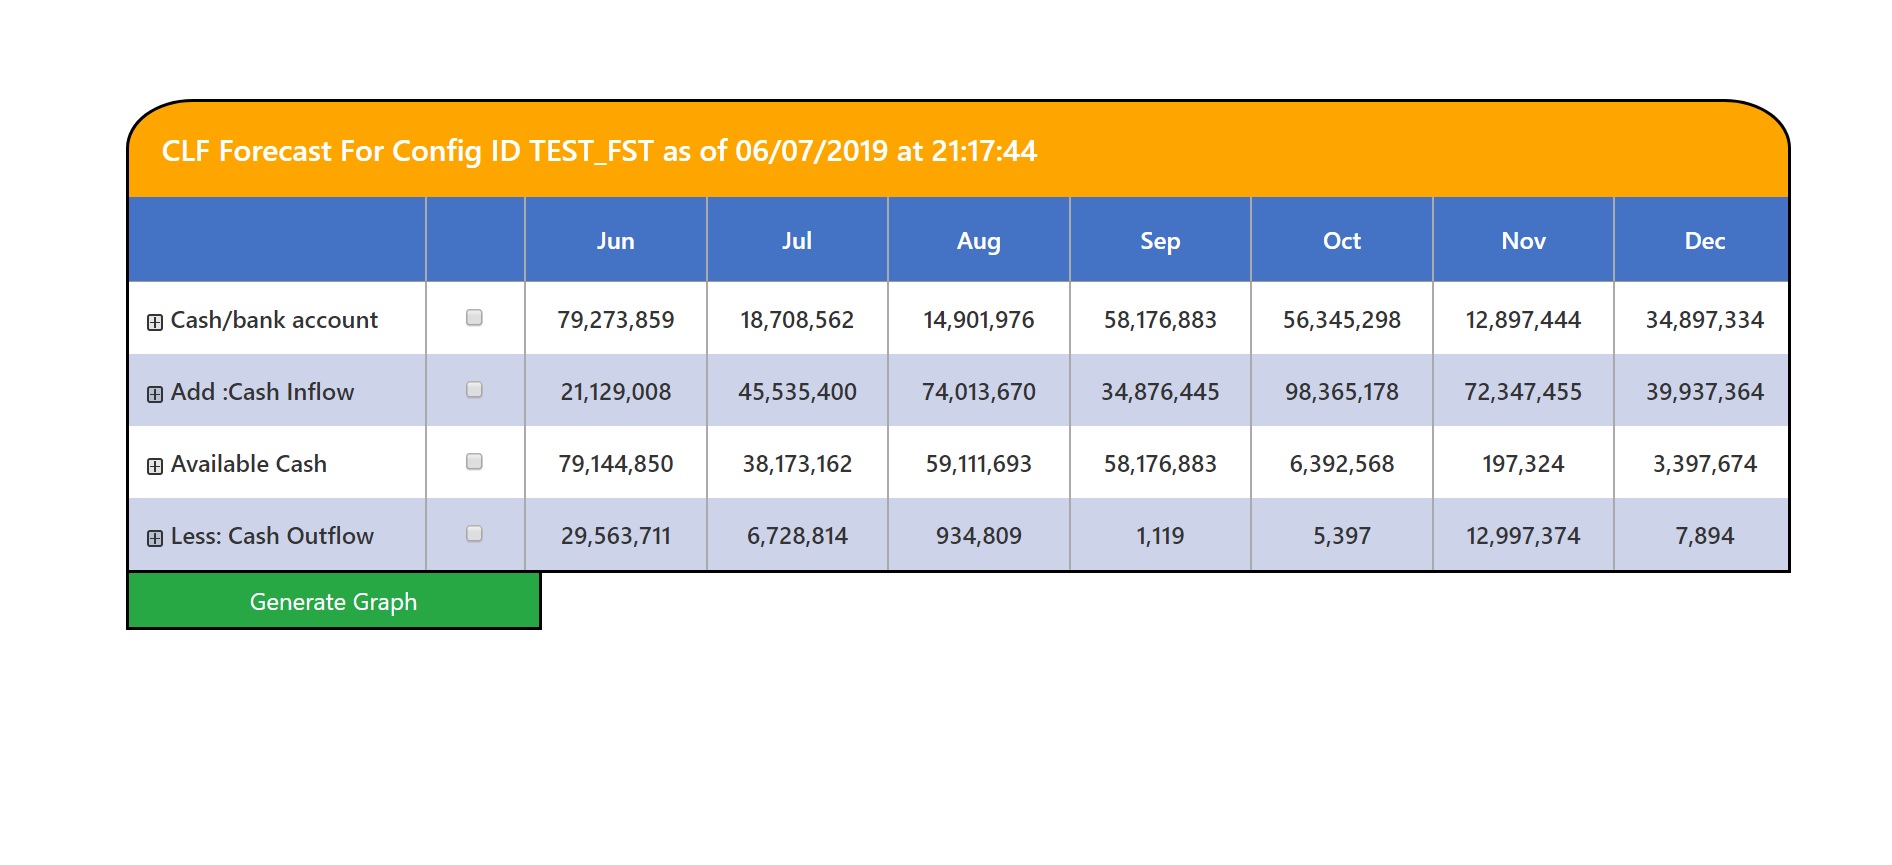 CLF Forecast For Config ID TEST_FST as of 06/07/2019 at 21:17:44
Jun Jul Aug Sep Oct Nov Dec
Cash/bank account 79,273,859 18,708,562 14,901,976 58,176,883 56,345,298 12,897,444 34,897,334
Add :Cash Inflow 21,129,008 45,535,400 74,013,670 34,876,445 98,365,178 72,347,455 39,937,364
Available Cash 79,144,850 38,173,162 59,111,693 58,176,883 6,392,568 197,324 3,397,674
Less: Cash Outflow 29,563,711 6,728,814 934,809 1,119 5,397 12,997,374 7,894
Generate Graph